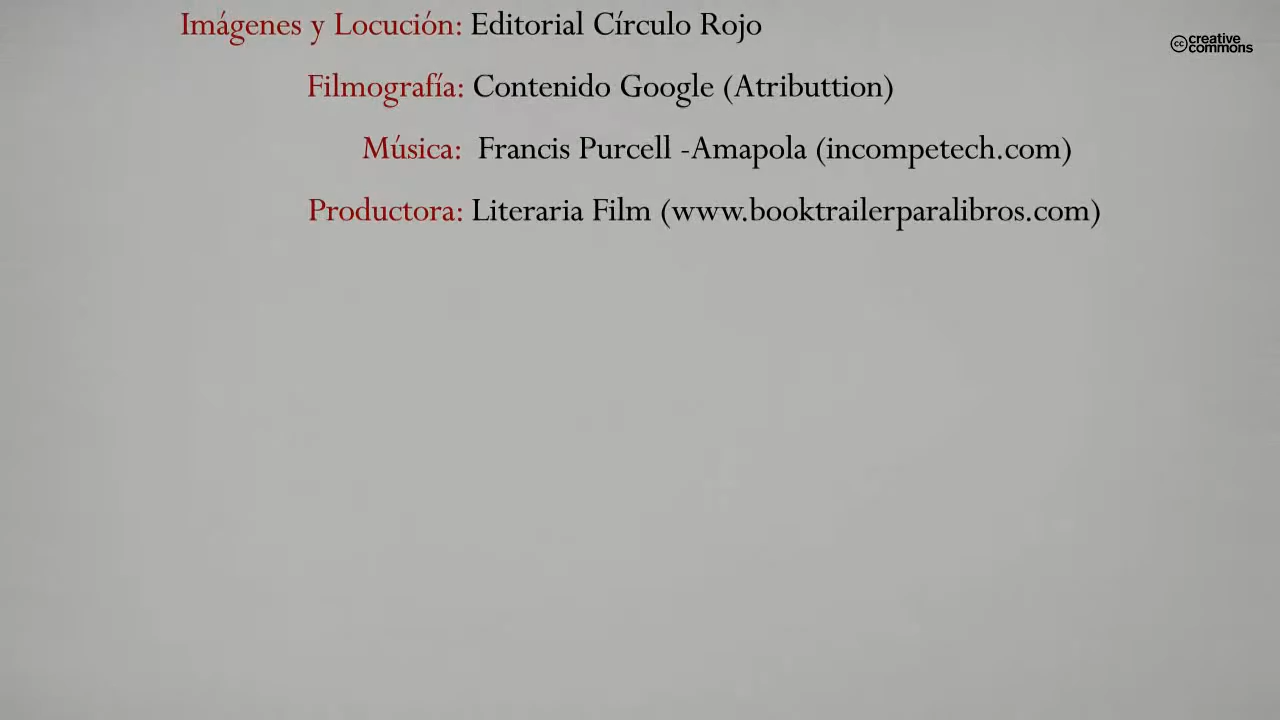 Imágenes y Locución: Editorial Círculo Rojo
cc creative commons
Filmografía: Contenido Google (Atributtion)
Música: Francis Purcell -Amapola (incompetech.com)
Productora: Literaria Film (www.booktrailerparalibros.com)